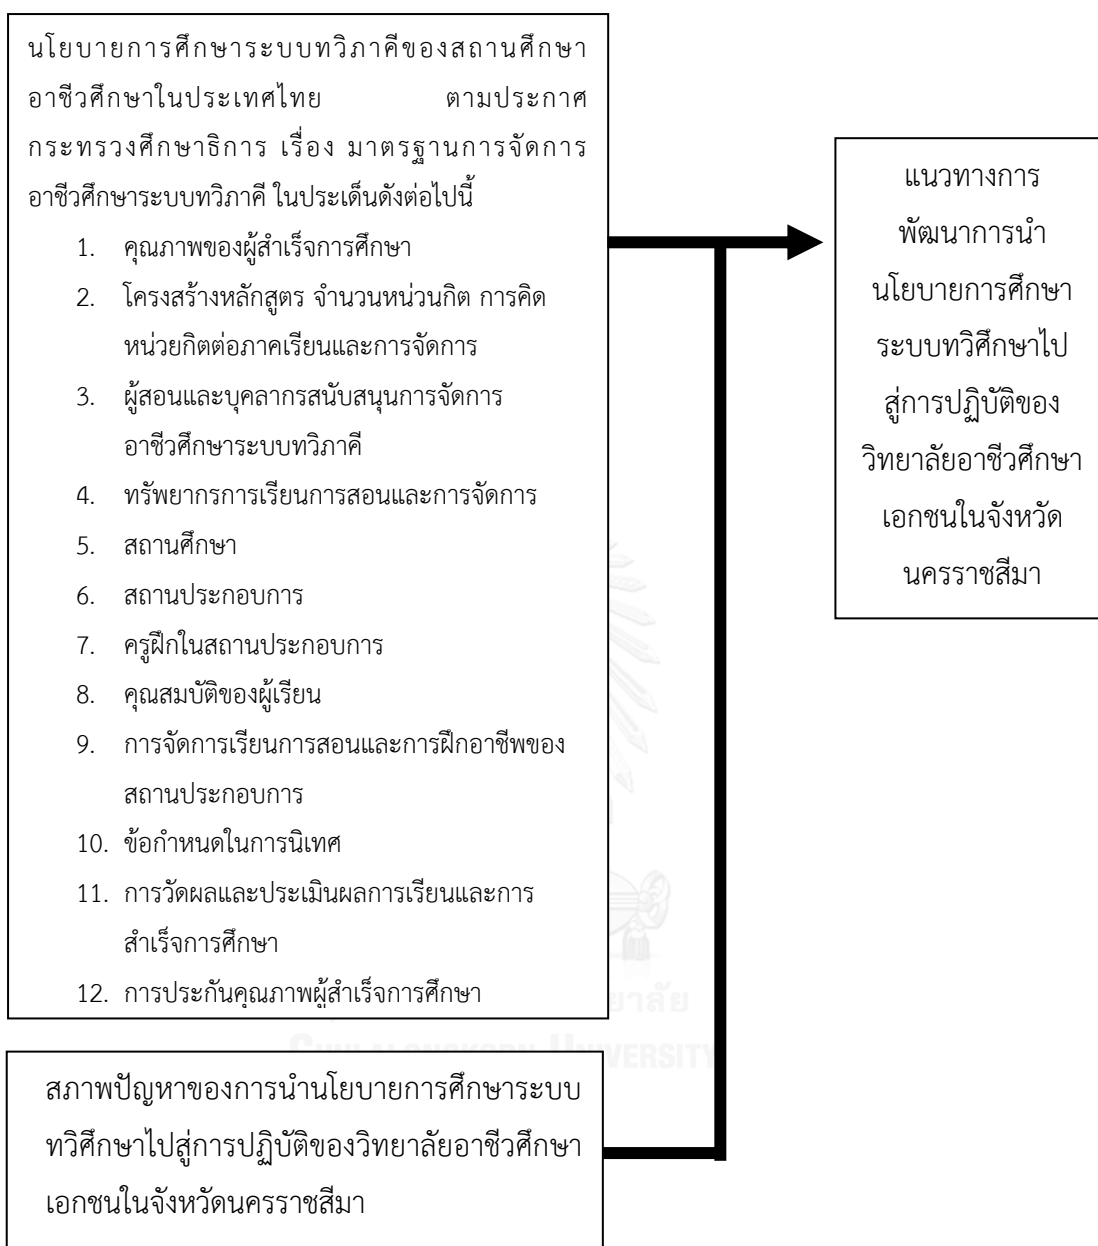 นโยบายการศึกษาระบบทวิภาคีของสถานศึกษา
อาชีวศึกษาในประเทศไทย ตามประกาศ
กระทรวงศึกษาธิการ เรื่อง มาตรฐานการจัดการ
อาชีวศึกษาระบบทวิภาคี ในประเด็นดังต่อไปนี้
1. คุณภาพของผู้สำเร็จการศึกษา
2. โครงสร้างหลักสูตร จำนวนหน่วนกิต การคิด
หน่วยกิตต่อภาคเรียนและการจัดการ
3. ผู้สอนและบุคลากรสนับสนุนการจัดการ
อาชีวศึกษาระบบทวิภาคี
4. ทรัพยากรการเรียนการสอนและการจัดการ
5. สถานศึกษา
6. สถานประกอบการ
7. ครูฝึกในสถานประกอบการ
8. คุณสมบัติของผู้เรียน
9. การจัดการเรียนการสอนและการฝึกอาชีพของ
สถานประกอบการ
10. ข้อกำหนดในการนิเทศ
11. การวัดผลและประเมินผลการเรียนและการ
สำเร็จการศึกษา
12. การประกันคุณภาพผู้สำเร็จการศึกษา
สภาพปัญหาของการนำนโยบายการศึกษาระบบ
ทวิศึกษาไปสู่การปฏิบัติของวิทยาลัยอาชีวศึกษา
เอกชนในจังหวัดนครราชสีมา
แนวทางการ
พัฒนาการนำ
นโยบายการศึกษา
ระบบทวิศึกษาไป
สู่การปฏิบัติของ
วิทยาลัยอาชีวศึกษา
เอกชนในจังหวัด
นครราชสีมา